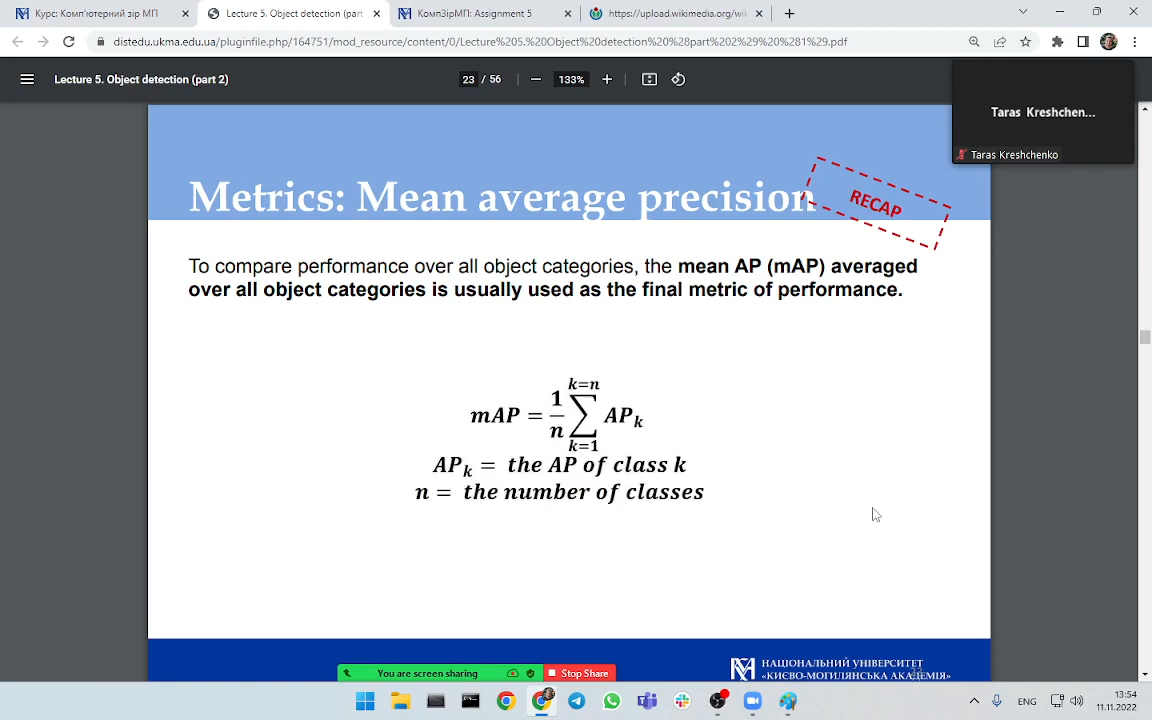 Курс: Комп'ютерний зір МП
Lecture 5. Object detection (part
КомпЗірМП: Assignment 5
https://upload.wikimedia.org/wik
distedu.ukma.edu.ua/pluginfile.php/164751/mod_resource/content/0/Lecture%205.%20Object%20detection%20%28part%202%29%20%281%29.pdf
Lecture 5. Object detection (part 2)
23 / 56
133%
Taras Kreshchen...
Taras Kreshchenko
Metrics: Mean average precision
RECAP
To compare performance over all object categories, the mean AP (mAP) averaged
over all object categories is usually used as the final metric of performance.
k=n
mAP = 1/n ∑ APₖ
k=1
APₖ = the AP of class k
n = the number of classes
23
НАЦІОНАЛЬНИЙ УНІВЕРСИТЕТ
«КИЄВО-МОГИЛЯНСЬКА АКАДЕМІЯ»
You are screen sharing
Stop Share
ENG
13:54
11.11.2022